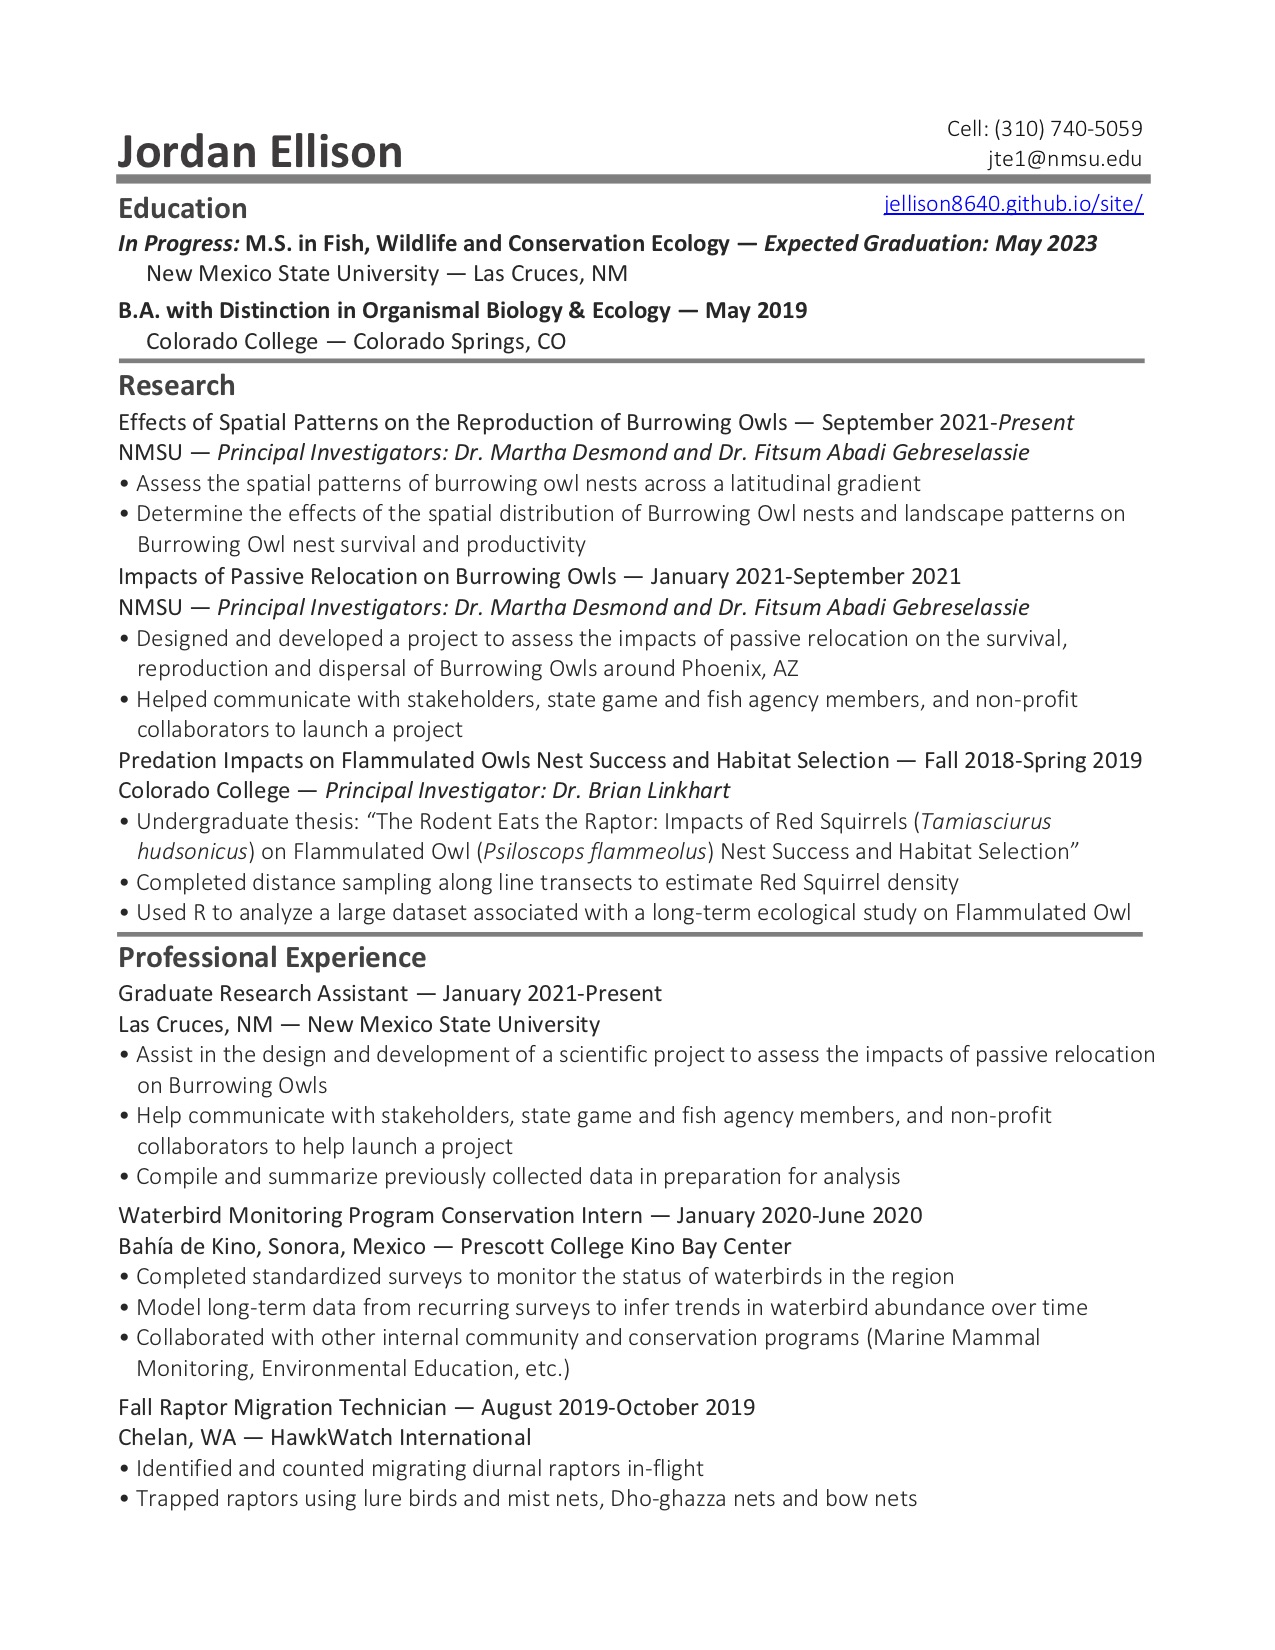 Cell: (310) 740-5059
Jordan Ellison
jte1@nmsu.edu
Education
jellison8640.github.io/site/
In Progress: M.S. in Fish, Wildlife and Conservation Ecology — Expected Graduation: May 2023
New Mexico State University — Las Cruces, NM
B.A. with Distinction in Organismal Biology & Ecology — May 2019
Colorado College — Colorado Springs, CO
Research
Effects of Spatial Patterns on the Reproduction of Burrowing Owls — September 2021-Present
NMSU — Principal Investigators: Dr. Martha Desmond and Dr. Fitsum Abadi Gebreselassie
• Assess the spatial patterns of burrowing owl nests across a latitudinal gradient
• Determine the effects of the spatial distribution of Burrowing Owl nests and landscape patterns on
Burrowing Owl nest survival and productivity
Impacts of Passive Relocation on Burrowing Owls — January 2021-September 2021
NMSU — Principal Investigators: Dr. Martha Desmond and Dr. Fitsum Abadi Gebreselassie
• Designed and developed a project to assess the impacts of passive relocation on the survival,
reproduction and dispersal of Burrowing Owls around Phoenix, AZ
• Helped communicate with stakeholders, state game and fish agency members, and non-profit
collaborators to launch a project
Predation Impacts on Flammulated Owls Nest Success and Habitat Selection — Fall 2018-Spring 2019
Colorado College — Principal Investigator: Dr. Brian Linkhart
• Undergraduate thesis: “The Rodent Eats the Raptor: Impacts of Red Squirrels (Tamiasciurus
hudsonicus) on Flammulated Owl (Psiloscops flammeolus) Nest Success and Habitat Selection”
• Completed distance sampling along line transects to estimate Red Squirrel density
• Used R to analyze a large dataset associated with a long-term ecological study on Flammulated Owl
Professional Experience
Graduate Research Assistant — January 2021-Present
Las Cruces, NM — New Mexico State University
• Assist in the design and development of a scientific project to assess the impacts of passive relocation
on Burrowing Owls
• Help communicate with stakeholders, state game and fish agency members, and non-profit
collaborators to help launch a project
• Compile and summarize previously collected data in preparation for analysis
Waterbird Monitoring Program Conservation Intern — January 2020-June 2020
Bahía de Kino, Sonora, Mexico — Prescott College Kino Bay Center
• Completed standardized surveys to monitor the status of waterbirds in the region
• Model long-term data from recurring surveys to infer trends in waterbird abundance over time
• Collaborated with other internal community and conservation programs (Marine Mammal
Monitoring, Environmental Education, etc.)
Fall Raptor Migration Technician — August 2019-October 2019
Chelan, WA — HawkWatch International
• Identified and counted migrating diurnal raptors in-flight
• Trapped raptors using lure birds and mist nets, Dho-ghazza nets and bow nets